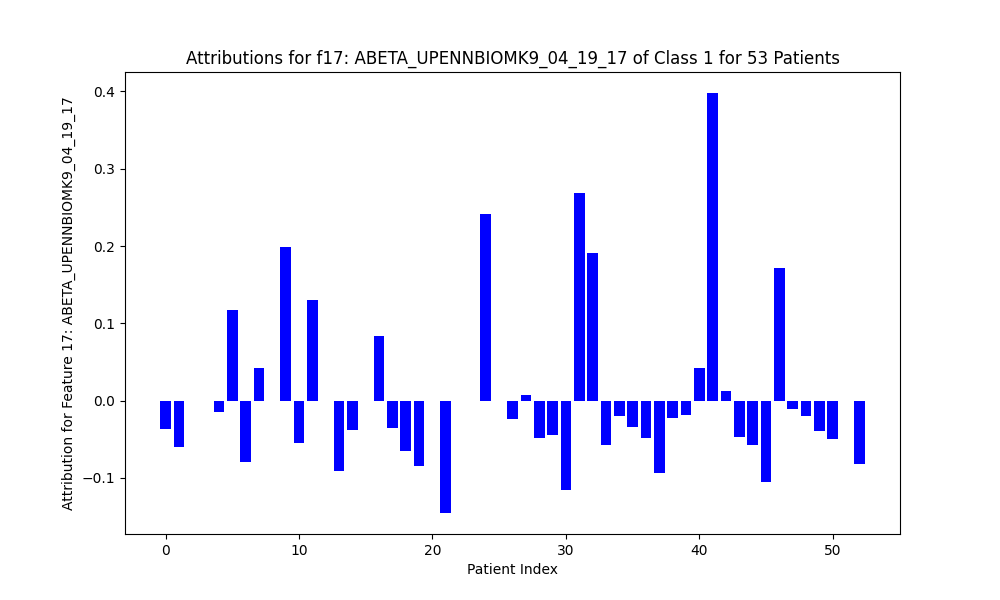 Attributions for f17: ABETA_UPENNBIOMK9_04_19_17 of Class 1 for 53 Patients
Attribution for Feature 17: ABETA_UPENNBIOMK9_04_19_17
0.4
0.3
0.2
0.1
0.0
−0.1
0 10 20 30 40 50
Patient Index